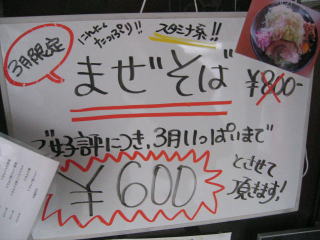 3月限定
にんにく
たっぷり!!
スタミナ系!!
まぜそば
¥800-
ご好評につき、3月いっぱいまで
¥600
とさせて
頂きます!